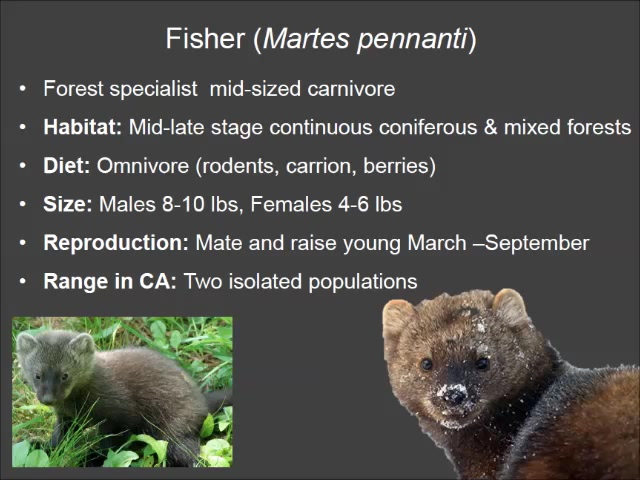 Fisher (Martes pennanti)
• Forest specialist  mid-sized carnivore
• Habitat: Mid-late stage continuous coniferous & mixed forests
• Diet: Omnivore (rodents, carrion, berries)
• Size: Males 8-10 lbs, Females 4-6 lbs
• Reproduction: Mate and raise young March –September
• Range in CA: Two isolated populations